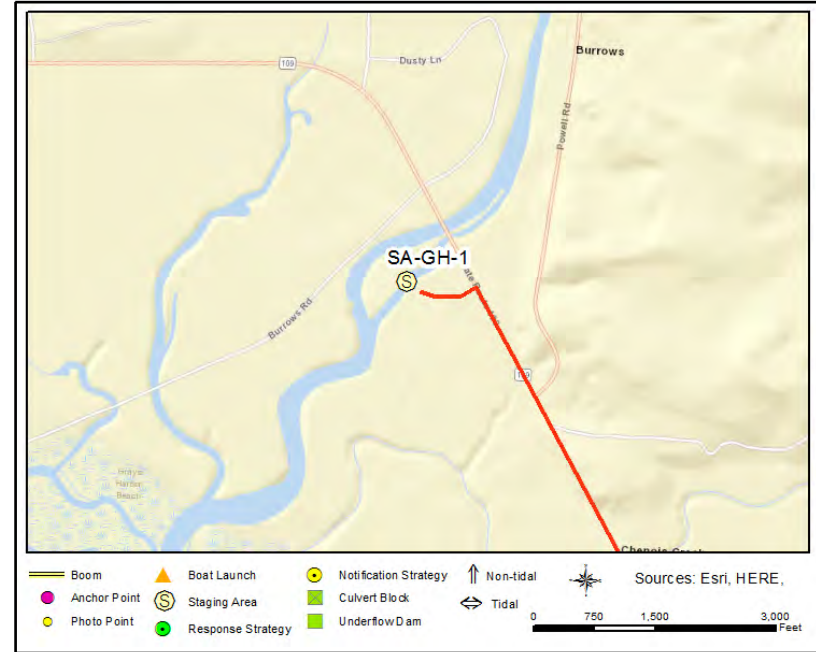 Burrows
109
Dusty Ln
Powell Rd
SA-GH-1
S
Burrows Rd
109
Boom
Boat Launch
Notification Strategy
Non-tidal
Sources: Esri, HERE,
Anchor Point
S Staging Area
Culvert Block
Tidal
Photo Point
Response Strategy
Underflow Dam
0 750 1,500 3,000
Feet